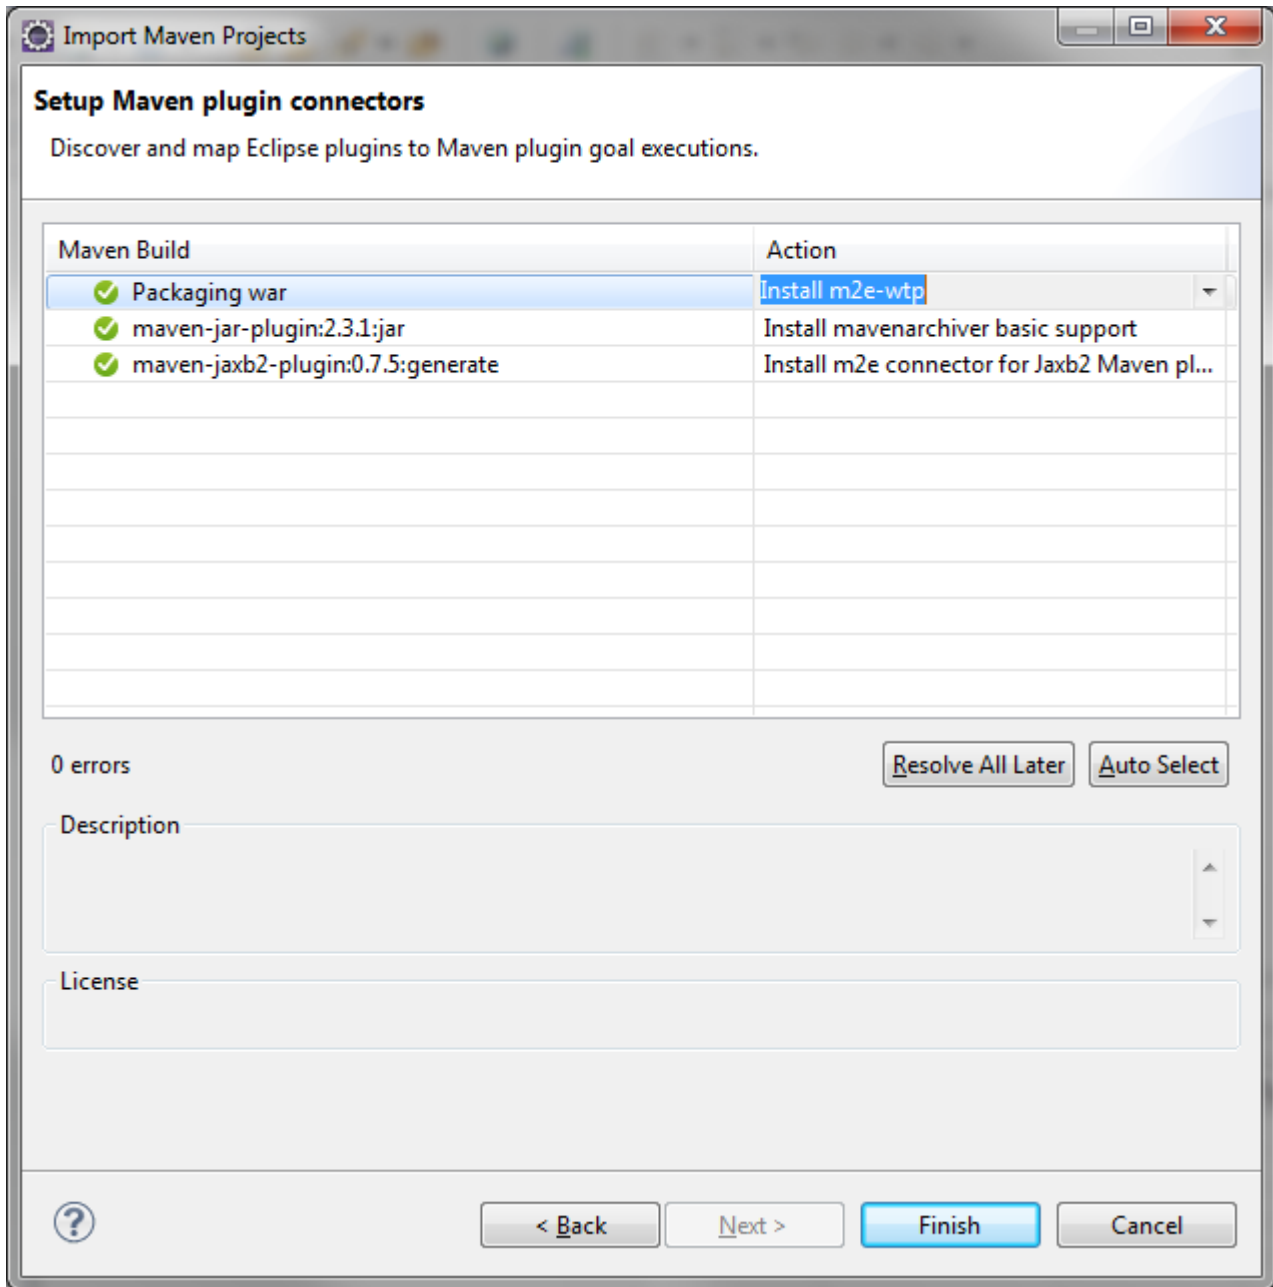 Import Maven Projects
Setup Maven plugin connectors
Discover and map Eclipse plugins to Maven plugin goal executions.
Maven Build Action
Packaging war Install m2e-wtp
maven-jar-plugin:2.3.1:jar Install mavenarchiver basic support
maven-jaxb2-plugin:0.7.5:generate Install m2e connector for Jaxb2 Maven pl...
0 errors Resolve All Later Auto Select
Description
License
? < Back Next > Finish Cancel